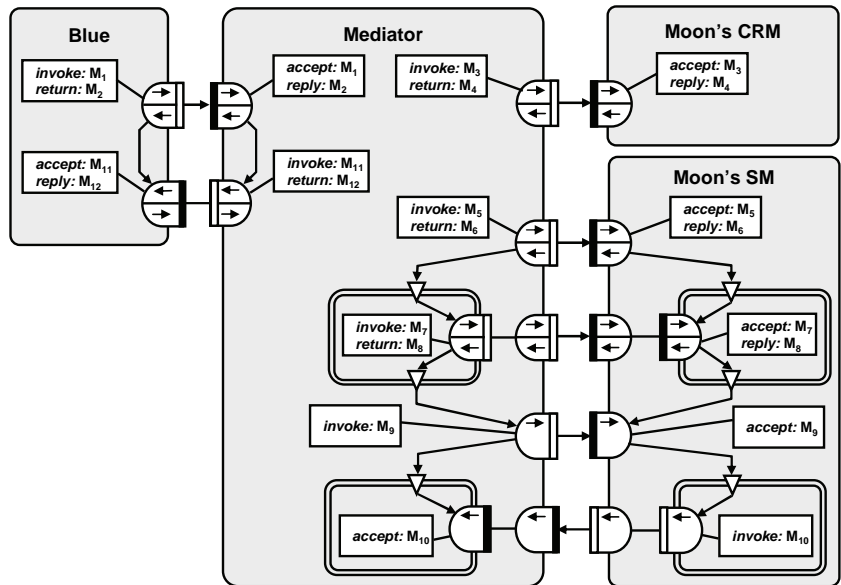 Blue
Mediator
Moon's CRM
invoke: M1
return: M2
accept: M1
reply: M2
invoke: M3
return: M4
accept: M3
reply: M4
accept: M11
reply: M12
invoke: M11
return: M12
Moon's SM
invoke: M5
return: M6
accept: M5
reply: M6
invoke: M7
return: M8
accept: M7
reply: M8
invoke: M9
accept: M9
accept: M10
invoke: M10